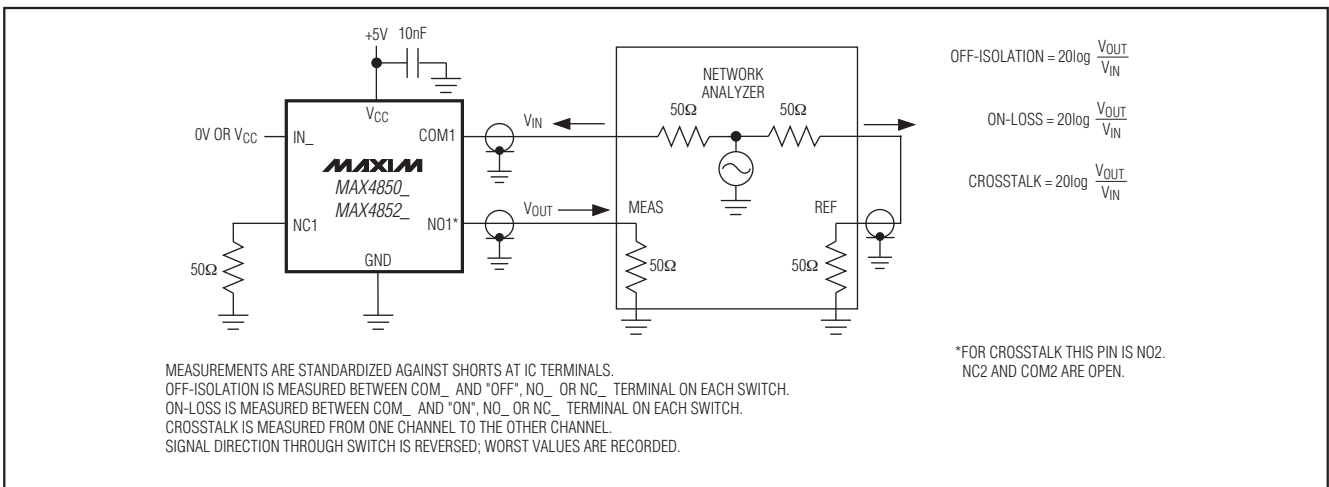 +5V 10nF
VCC
0V OR VCC
IN_
COM1
MAXIM
MAX4850_
MAX4852_
NC1
NO1*
GND
50Ω
VIN
VOUT
NETWORK
ANALYZER
50Ω 50Ω
MEAS REF
50Ω 50Ω
OFF-ISOLATION = 20log VOUT
VIN
ON-LOSS = 20log VOUT
VIN
CROSSTALK = 20log VOUT
VIN
*FOR CROSSTALK THIS PIN IS NO2.
NC2 AND COM2 ARE OPEN.
MEASUREMENTS ARE STANDARDIZED AGAINST SHORTS AT IC TERMINALS.
OFF-ISOLATION IS MEASURED BETWEEN COM_ AND "OFF", NO_ OR NC_ TERMINAL ON EACH SWITCH.
ON-LOSS IS MEASURED BETWEEN COM_ AND "ON", NO_ OR NC_ TERMINAL ON EACH SWITCH.
CROSSTALK IS MEASURED FROM ONE CHANNEL TO THE OTHER CHANNEL.
SIGNAL DIRECTION THROUGH SWITCH IS REVERSED; WORST VALUES ARE RECORDED.